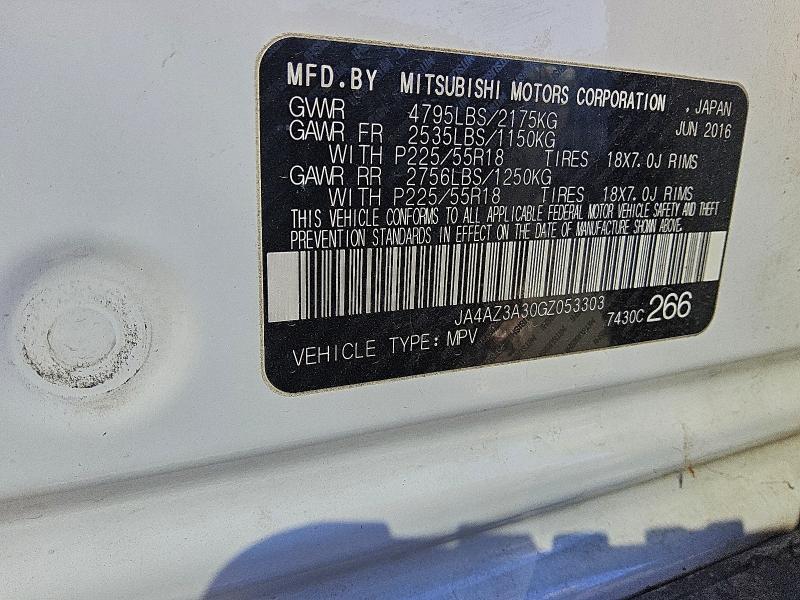 MFD.BY MITSUBISHI MOTORS CORPORATION . JAPAN
GVWR 4795LBS/2175KG JUN 2016
GAWR FR 2535LBS/1150KG
WITH P225/55R18 TIRES 18X7.0J RIMS
GAWR RR 2756LBS/1250KG
WITH P225/55R18 TIRES 18X7.0J RIMS
THIS VEHICLE CONFORMS TO ALL APPLICABLE FEDERAL MOTOR VEHICLE SAFETY AND THEFT
PREVENTION STANDARDS IN EFFECT ON THE DATE OF MANUFACTURE SHOWN ABOVE.
JA4AZ3A30GZ053303
7430C 266
VEHICLE TYPE: MPV